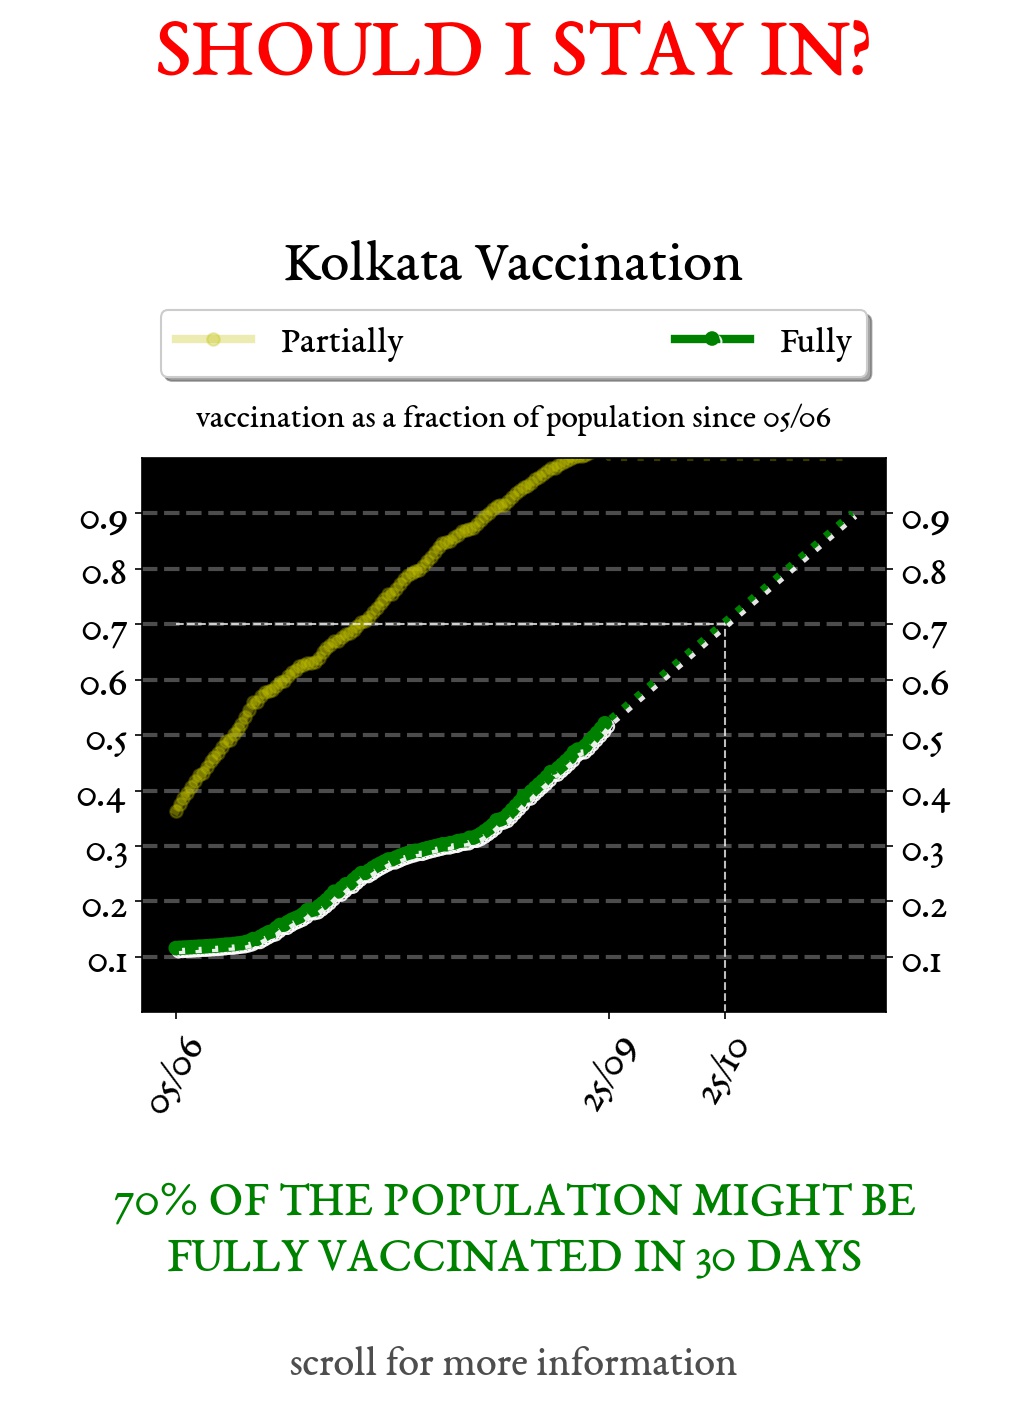 SHOULD I STAY IN?
Kolkata Vaccination
Partially
Fully
vaccination as a fraction of population since 05/06
0.9
0.8
0.7
0.6
0.5
0.4
0.3
0.2
0.1
0.9
0.8
0.7
0.6
0.5
0.4
0.3
0.2
0.1
05/06
25/09
25/10
70% OF THE POPULATION MIGHT BE
FULLY VACCINATED IN 30 DAYS
scroll for more information